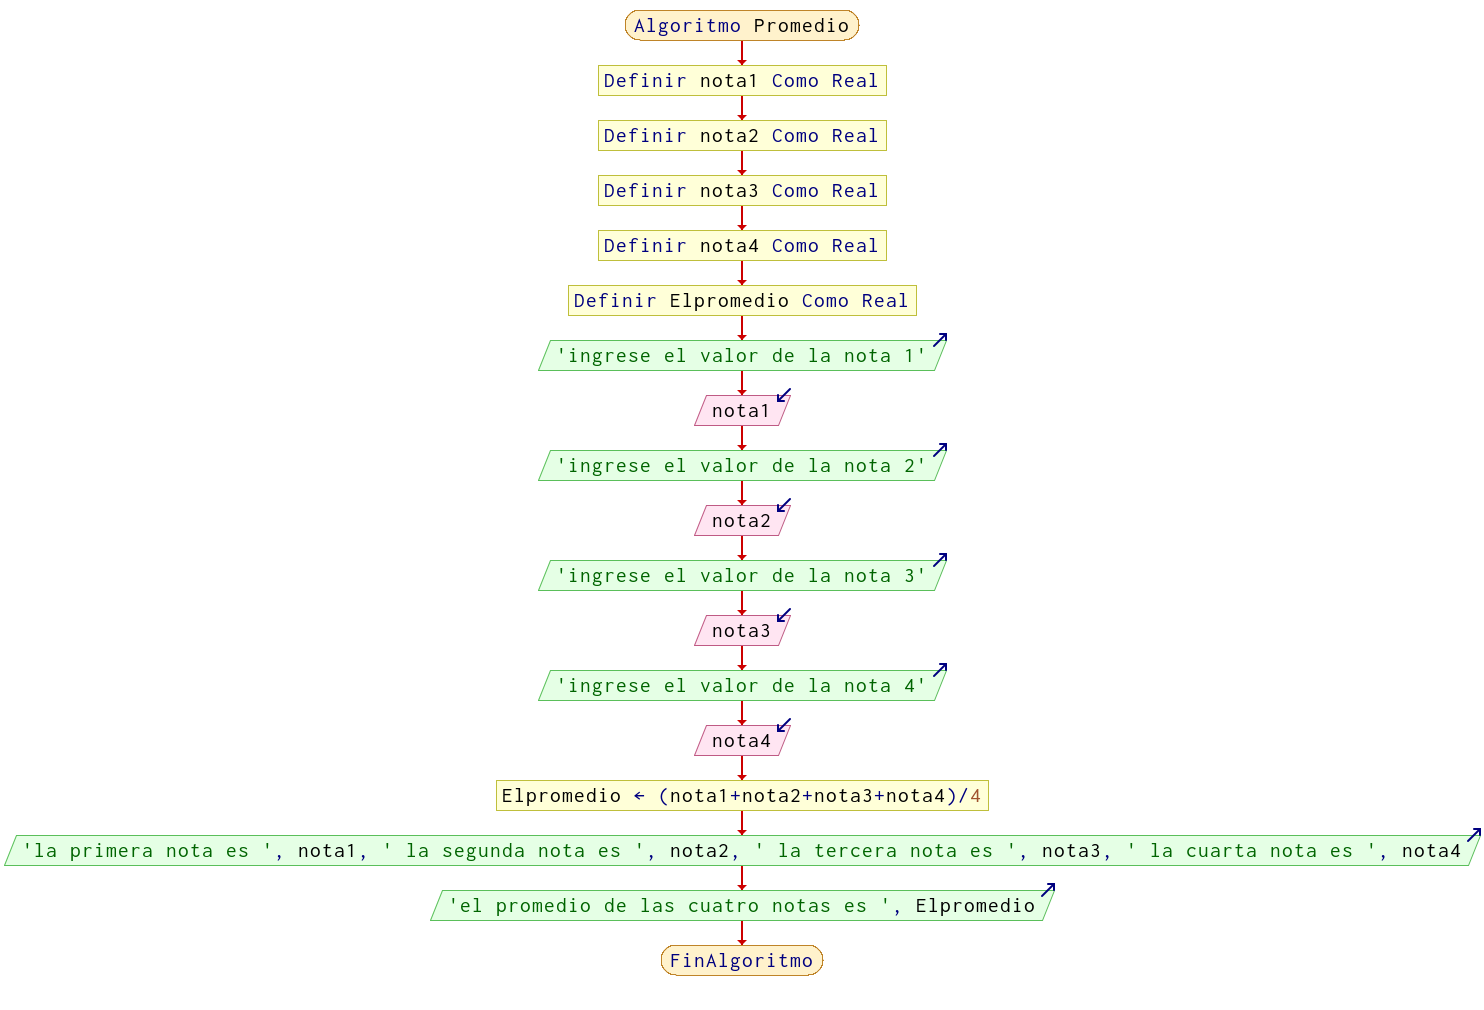 Algoritmo Promedio
Definir nota1 Como Real
Definir nota2 Como Real
Definir nota3 Como Real
Definir nota4 Como Real
Definir Elpromedio Como Real
'ingrese el valor de la nota 1'
nota1
'ingrese el valor de la nota 2'
nota2
'ingrese el valor de la nota 3'
nota3
'ingrese el valor de la nota 4'
nota4
Elpromedio ← (nota1+nota2+nota3+nota4)/4
'la primera nota es ', nota1, ' la segunda nota es ', nota2, ' la tercera nota es ', nota3, ' la cuarta nota es ', nota4
'el promedio de las cuatro notas es ', Elpromedio
FinAlgoritmo